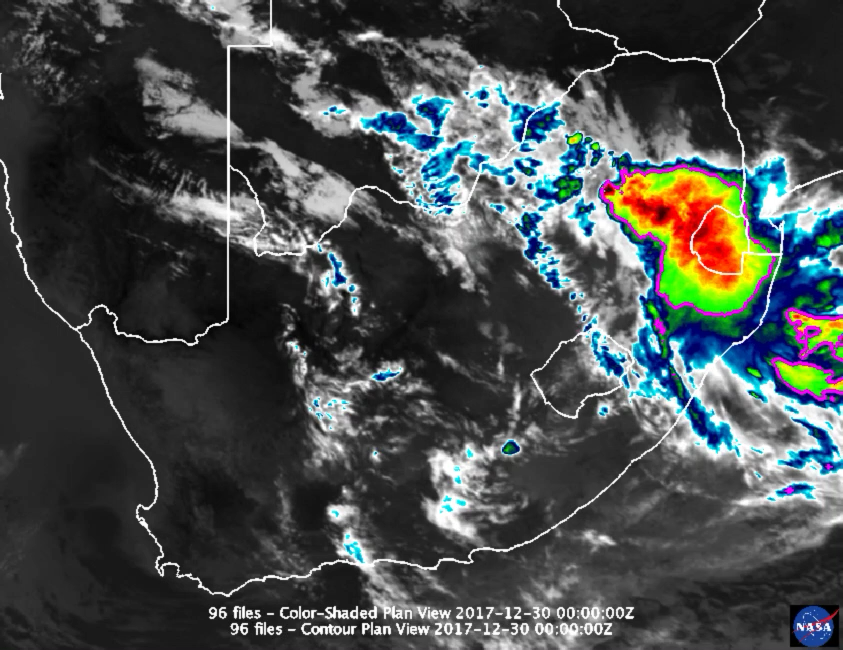 96 files – Color–Shaded Plan View 2017–12–30 00:00:00Z
96 files – Contour Plan View 2017–12–30 00:00:00Z
NASA